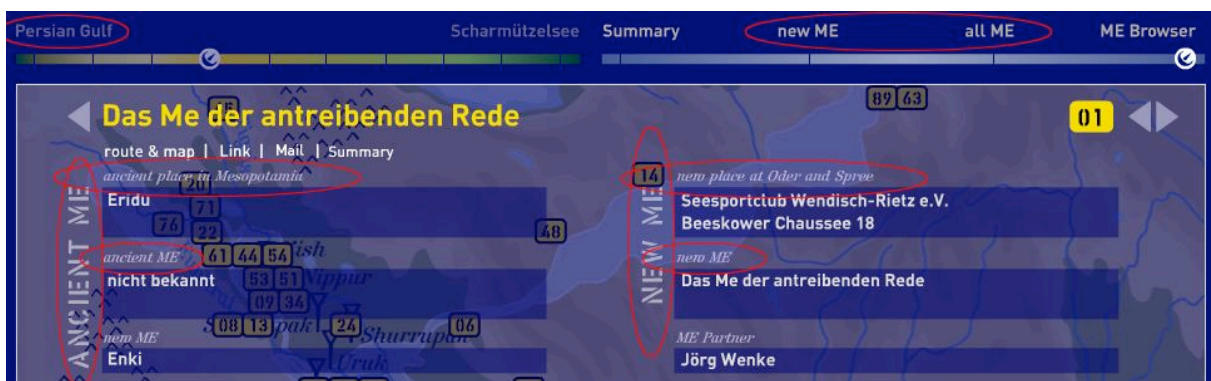 Persian Gulf
Scharmützelsee
Summary
new ME
all ME
ME Browser
Das Me der antreibenden Rede
01
89 63
route & map | Link | Mail | Summary
ANCIENT ME
ancient place in Mesopotamia
20
Eridu
71
76 22
48
ancient ME
61 44 54 ish
nicht bekannt
53 51 Nippur
09 34
08 13 pak 24 Shurrupak 06
new ME
Enki
Uruk
NEW ME
14
new place at Oder and Spree
Seesportclub Wendisch-Rietz e.V.
Beeskower Chaussee 18
new ME
Das Me der antreibenden Rede
ME Partner
Jörg Wenke